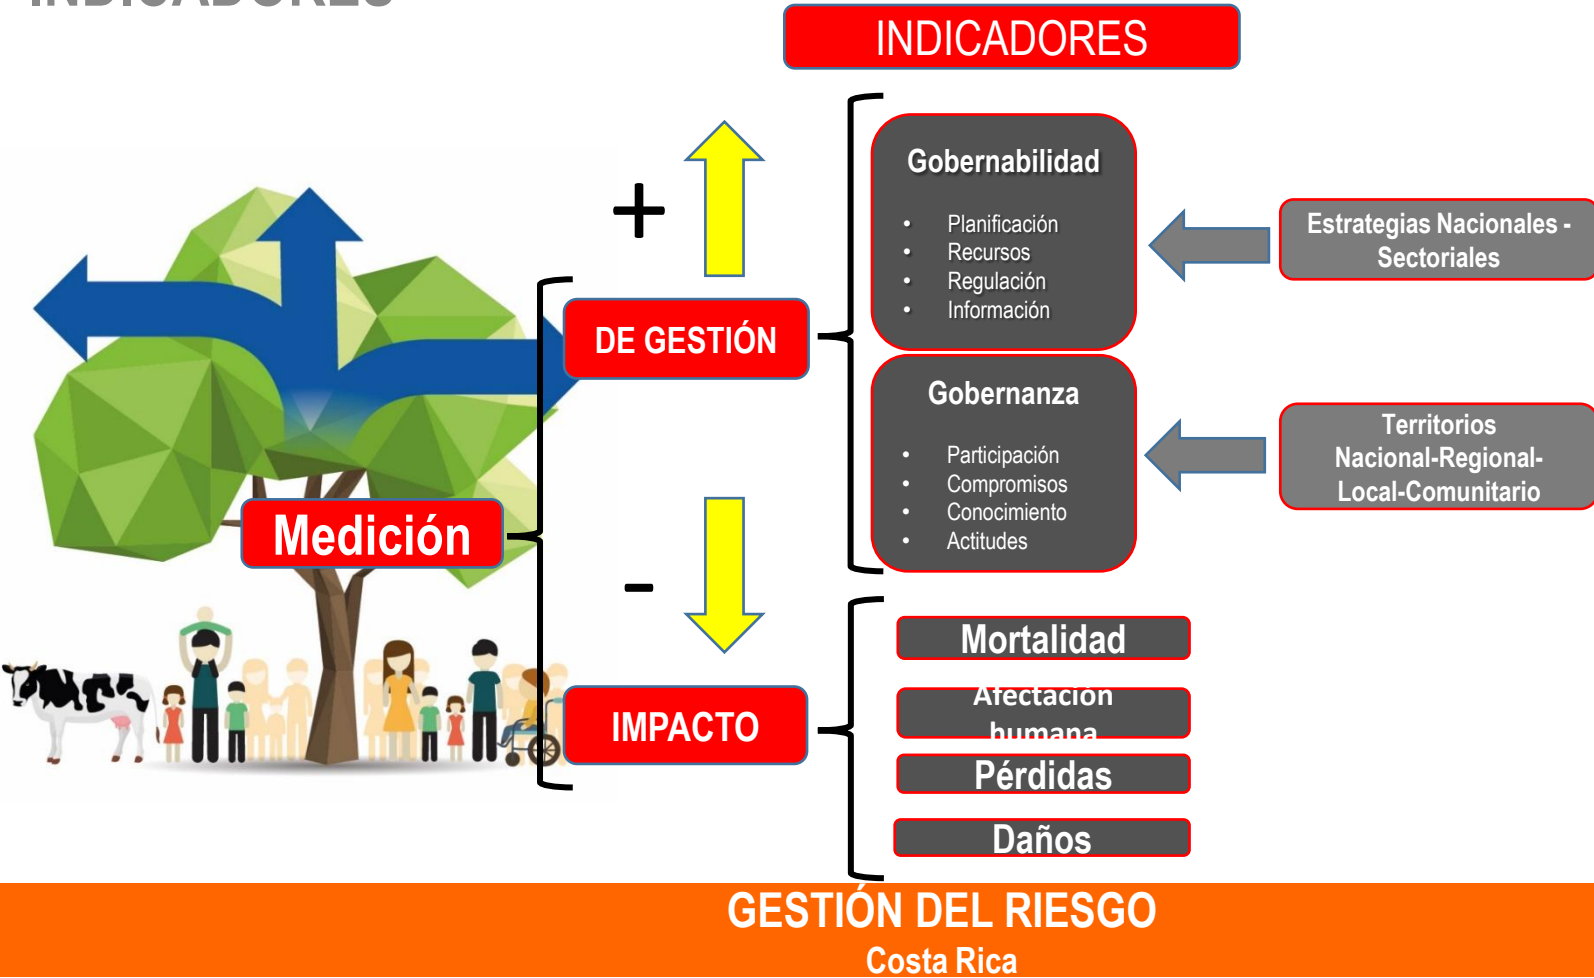 INDICADORES
INDICADORES
Gobernabilidad
• Planificación
• Recursos
• Regulación
• Información
Estrategias Nacionales -
Sectoriales
+
DE GESTIÓN
Gobernanza
• Participación
• Compromisos
• Conocimiento
• Actitudes
Territorios
Nacional-Regional-
Local-Comunitario
Medición
-
IMPACTO
Mortalidad
Afectación
humana
Pérdidas
Daños
GESTIÓN DEL RIESGO
Costa Rica